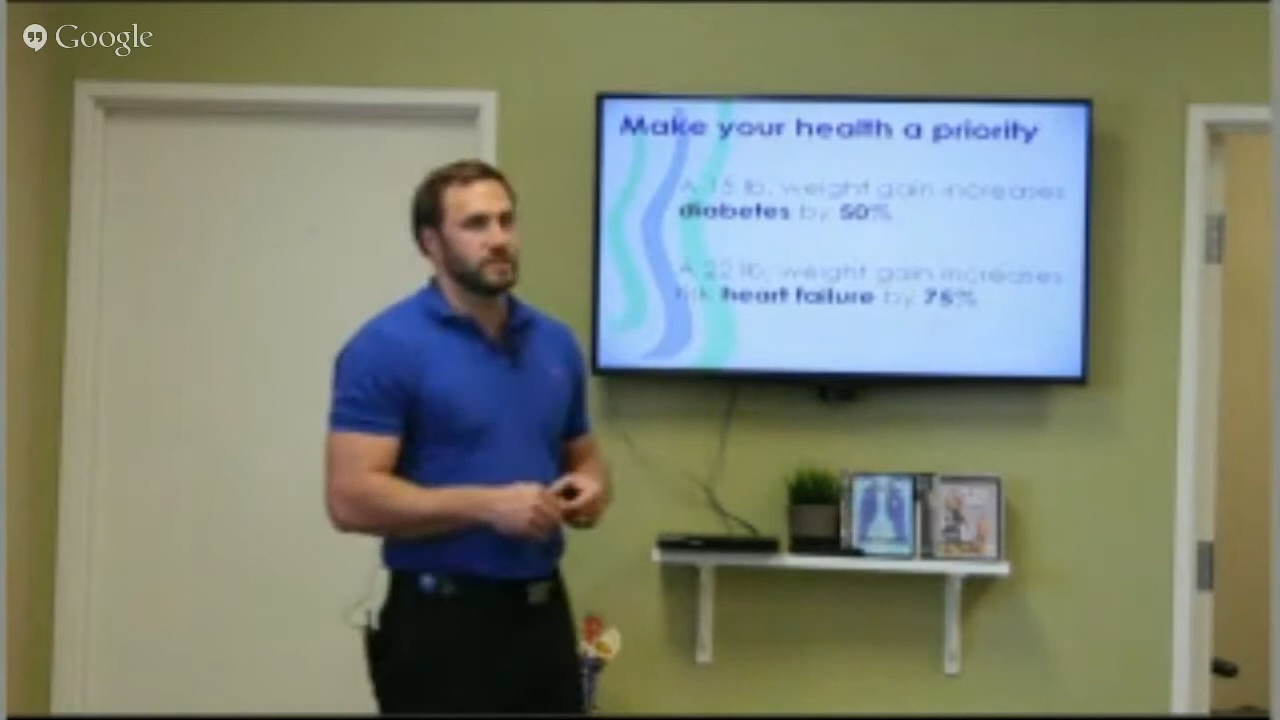 Google
Make your health a priority
A 15 lb. weight gain increases
diabetes by 50%
A 22 lb. weight gain increases
risk heart failure by 75%